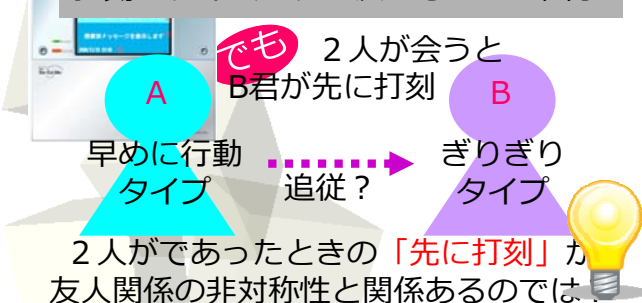 でも
２人が会うと
B君が先に打刻
A
B
早めに行動
タイプ
追従？
ぎりぎり
タイプ
２人がであったときの「先に打刻」が
友人関係の非対称性と関係あるのでは